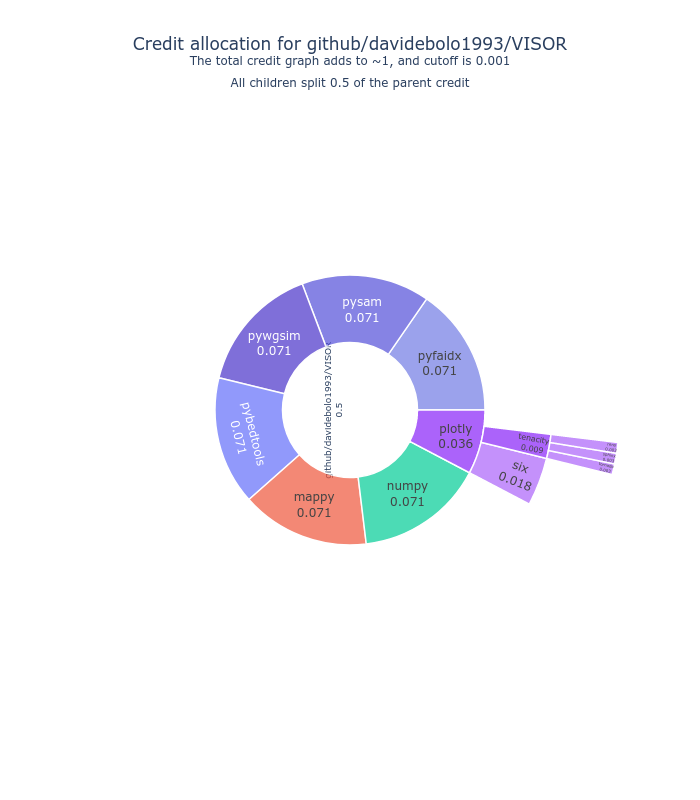 Credit allocation for github/davidebolo1993/VISOR
The total credit graph adds to ~1, and cutoff is 0.001
All children split 0.5 of the parent credit
pysam
0.071
pyfaidx
0.071
pywgsim
0.071
github/davidebolo1993/VISOR
0.5
pybedtools
0.071
plotly
0.036
tenacity
0.009
six
0.018
mappy
0.071
numpy
0.071